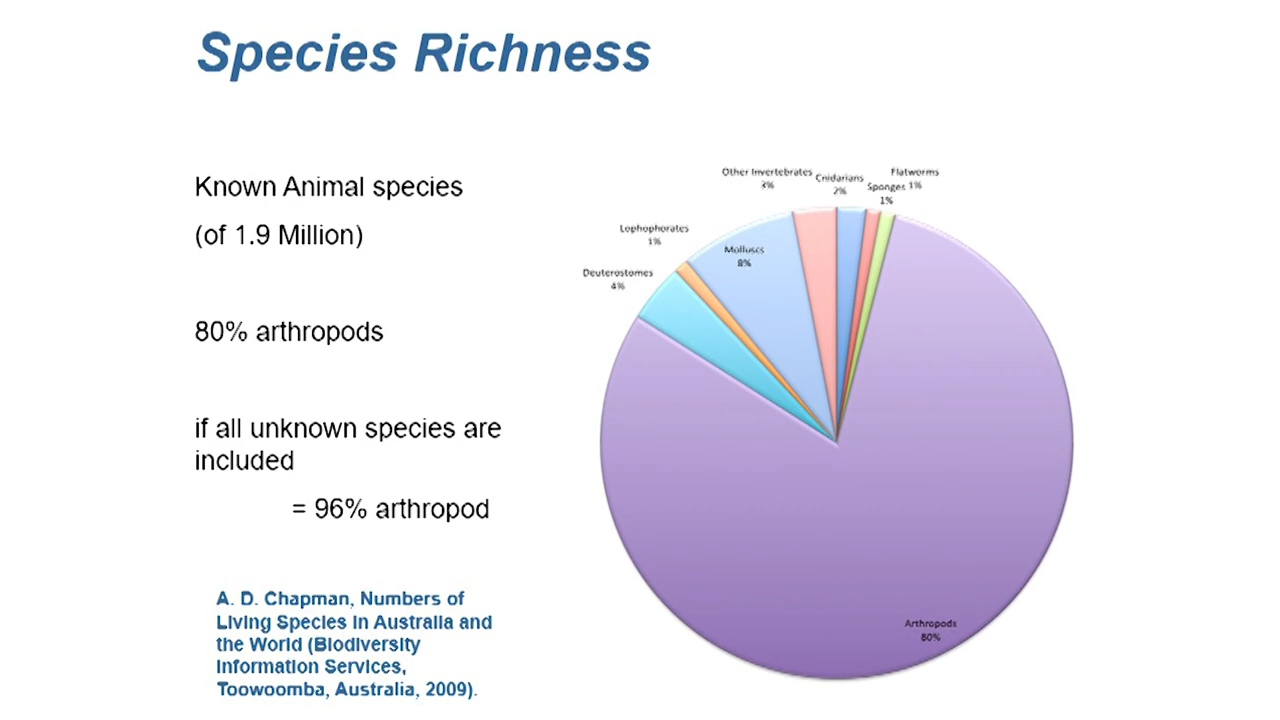 Species Richness
Known Animal species
(of 1.9 Million)
80% arthropods
if all unknown species are
included
= 96% arthropod
A. D. Chapman, Numbers of
Living Species in Australia and
the World (Biodiversity
Information Services,
Toowoomba, Australia, 2009).
Other Invertebrates
3%
Cnidarians
2%
Flatworms
1%
Sponges
1%
Lophophorates
1%
Molluscs
8%
Deuterostomes
4%
Arthropods
80%